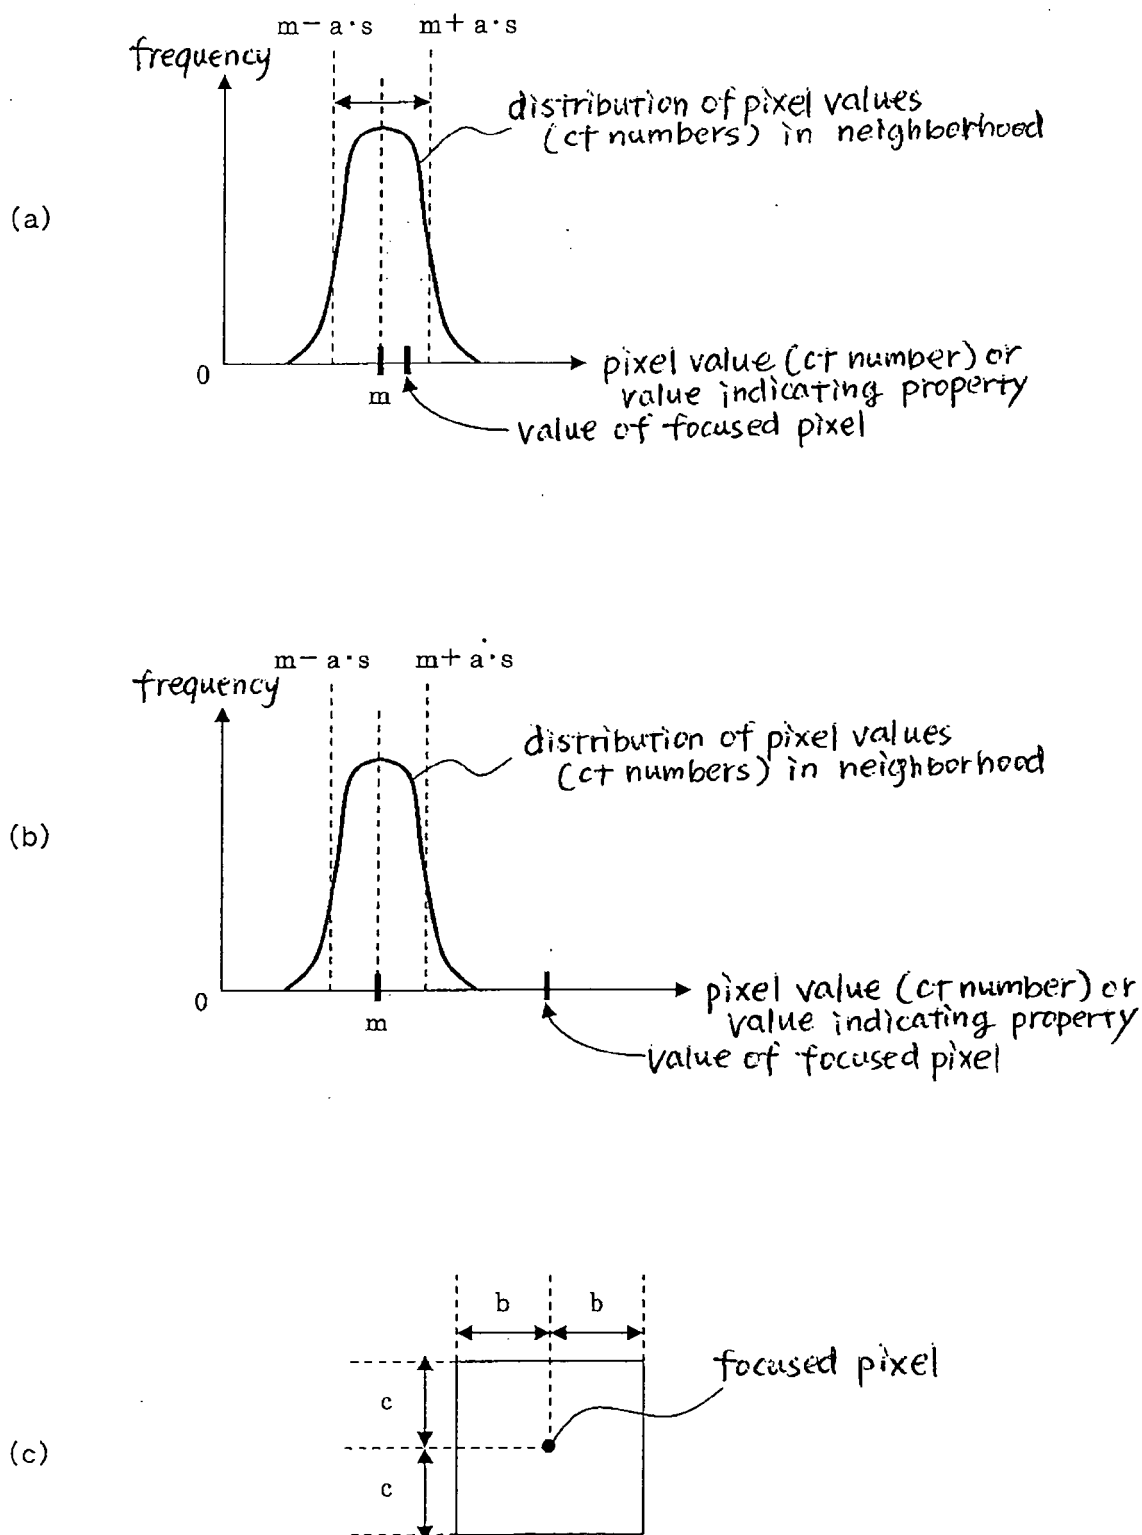 m− a·s m+ a·s
frequency
distribution of pixel values
(ct numbers) in neighborhood
(a)
0
m
pixel value (ct number) or
value indicating property
value of focused pixel
m− a·s m+ a·s
frequency
distribution of pixel values
(ct numbers) in neighborhood
(b)
0
m
pixel value (ct number) or
value indicating property
value of focused pixel
b b
focused pixel
c
(c)
c